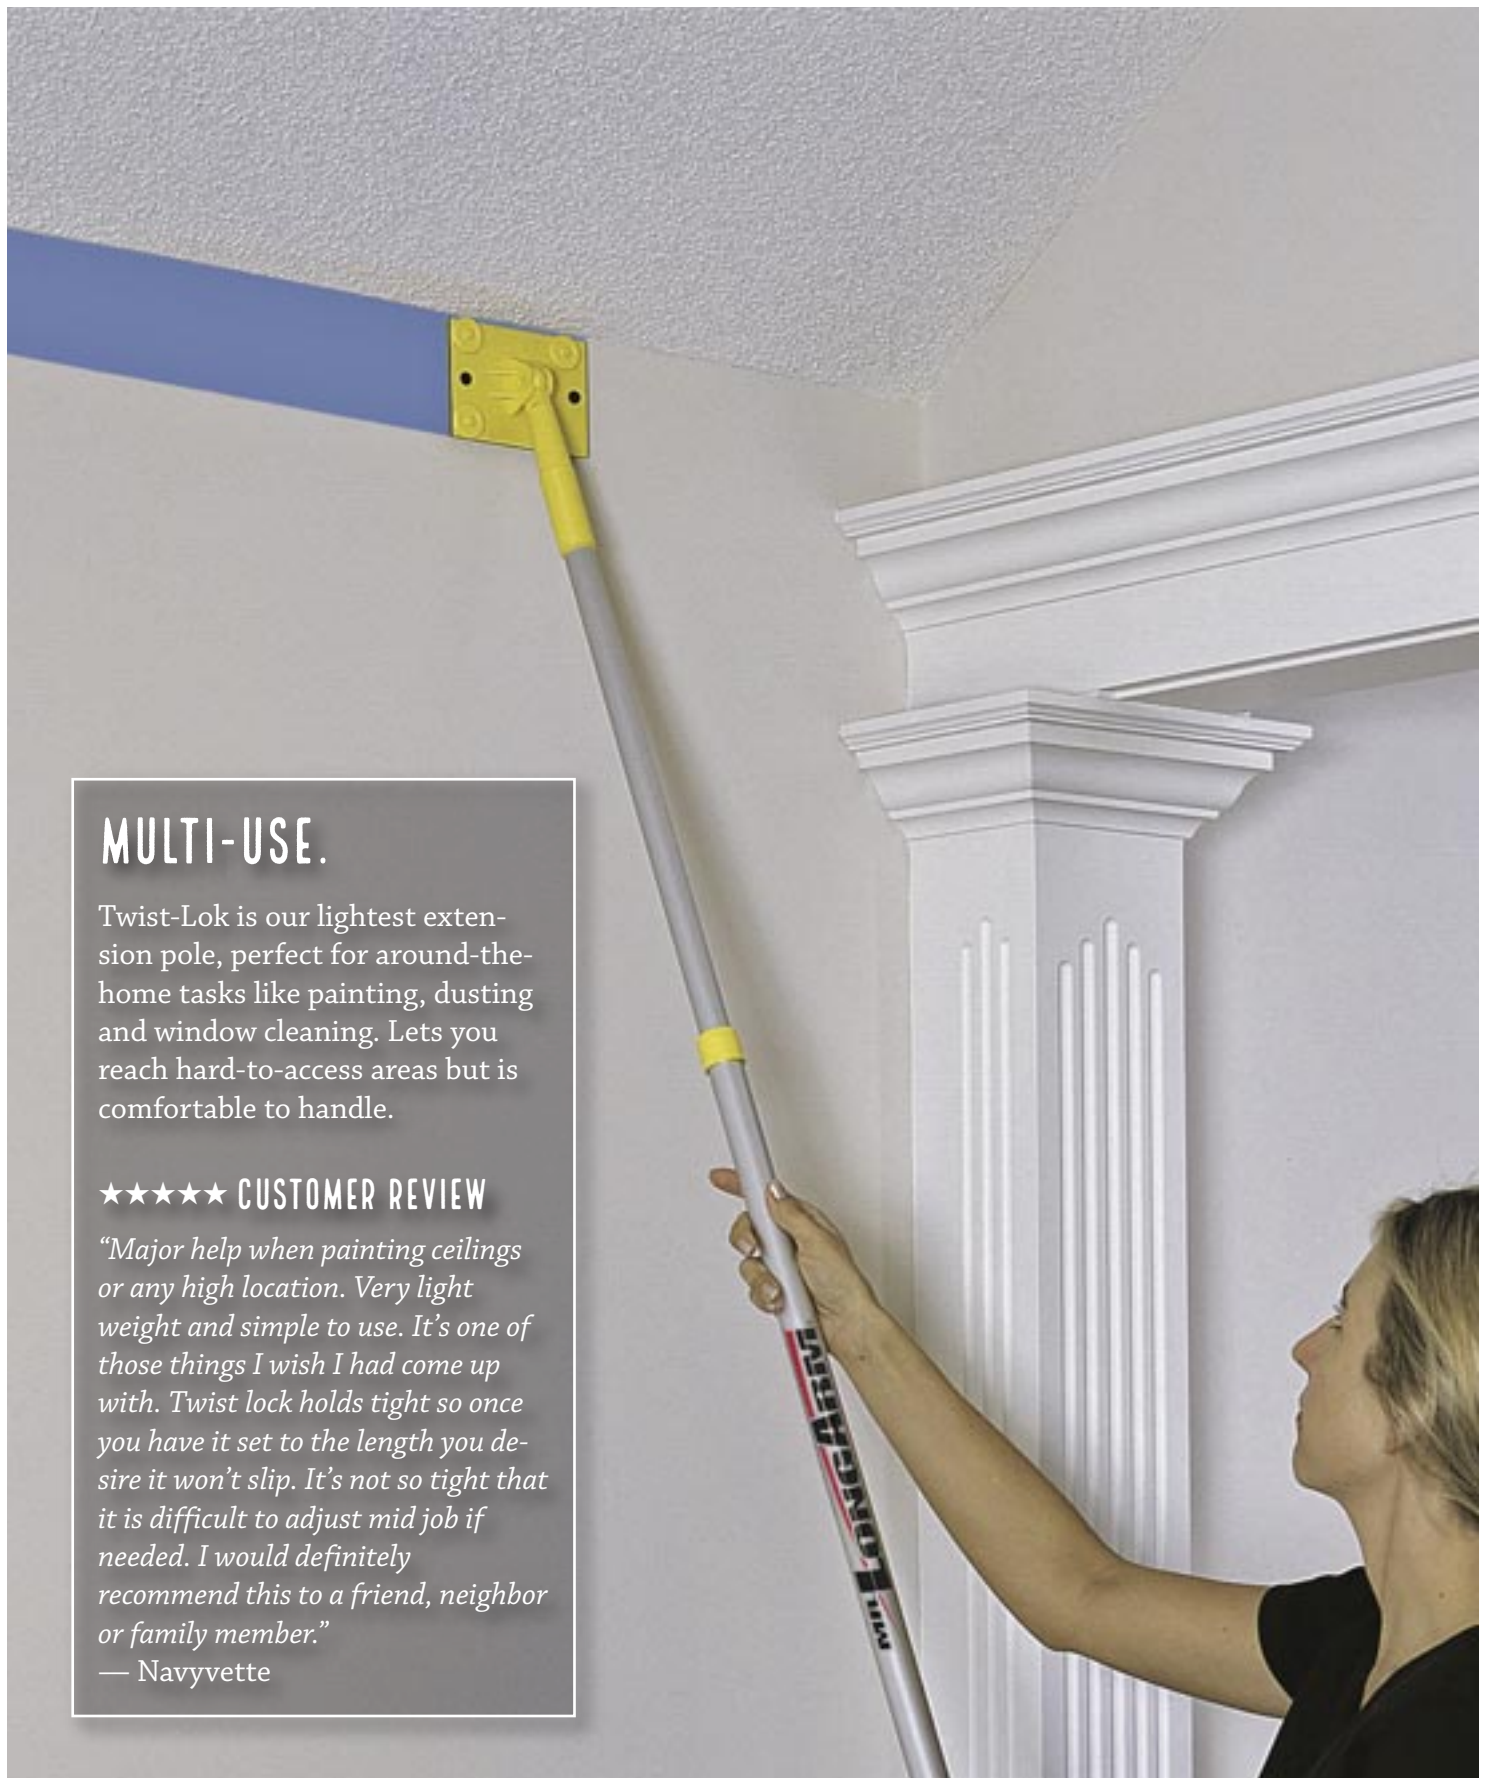 MULTI-USE.
Twist-Lok is our lightest exten-
sion pole, perfect for around-the-
home tasks like painting, dusting
and window cleaning. Lets you
reach hard-to-access areas but is
comfortable to handle.
★★★★★ CUSTOMER REVIEW
“Major help when painting ceilings
or any high location. Very light
weight and simple to use. It’s one of
those things I wish I had come up
with. Twist lock holds tight so once
you have it set to the length you de-
sire it won’t slip. It’s not so tight that
it is difficult to adjust mid job if
needed. I would definitely
recommend this to a friend, neighbor
or family member.”
— Navyvette
MR LONGARM